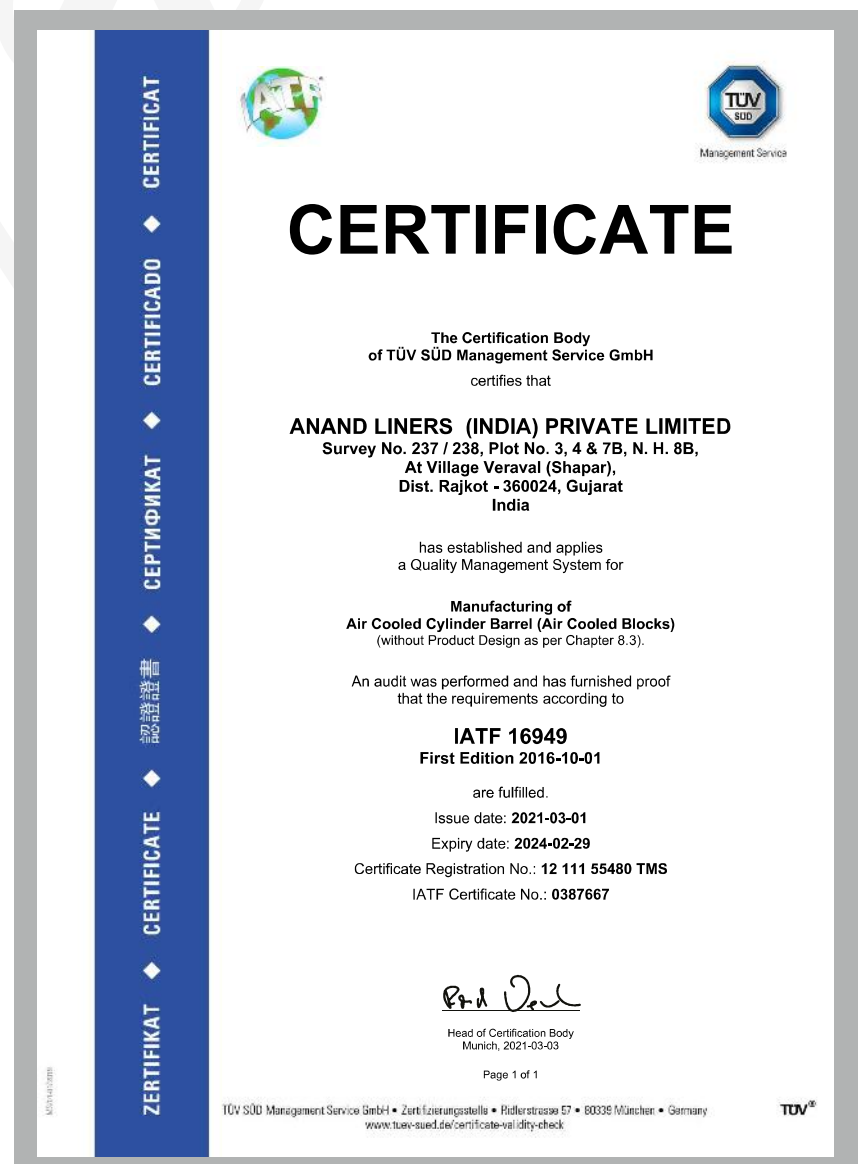 IATF
TÜV
SÜD
Management Service
CERTIFICATE
The Certification Body
of TÜV SÜD Management Service GmbH
certifies that
ANAND LINERS (INDIA) PRIVATE LIMITED
Survey No. 237 / 238, Plot No. 3, 4 & 7B, N. H. 8B,
At Village Veraval (Shapar),
Dist. Rajkot - 360024, Gujarat
India
has established and applies
a Quality Management System for
Manufacturing of
Air Cooled Cylinder Barrel (Air Cooled Blocks)
(without Product Design as per Chapter 8.3).
An audit was performed and has furnished proof
that the requirements according to
IATF 16949
First Edition 2016-10-01
are fulfilled.
Issue date: 2021-03-01
Expiry date: 2024-02-29
Certificate Registration No.: 12 111 55480 TMS
IATF Certificate No.: 0387667
Head of Certification Body
Munich, 2021-03-03
Page 1 of 1
TÜV SÜD Management Service GmbH • Zertifizierungsstelle • Ridlerstrasse 57 • 80339 München • Germany
www.tuev-sued.de/certificate-validity-check
TÜV®
ZERTIFIKAT ◆ CERTIFICATE ◆ 認證證書 ◆ СЕРТИФИКАТ ◆ CERTIFICADO ◆ CERTIFICAT